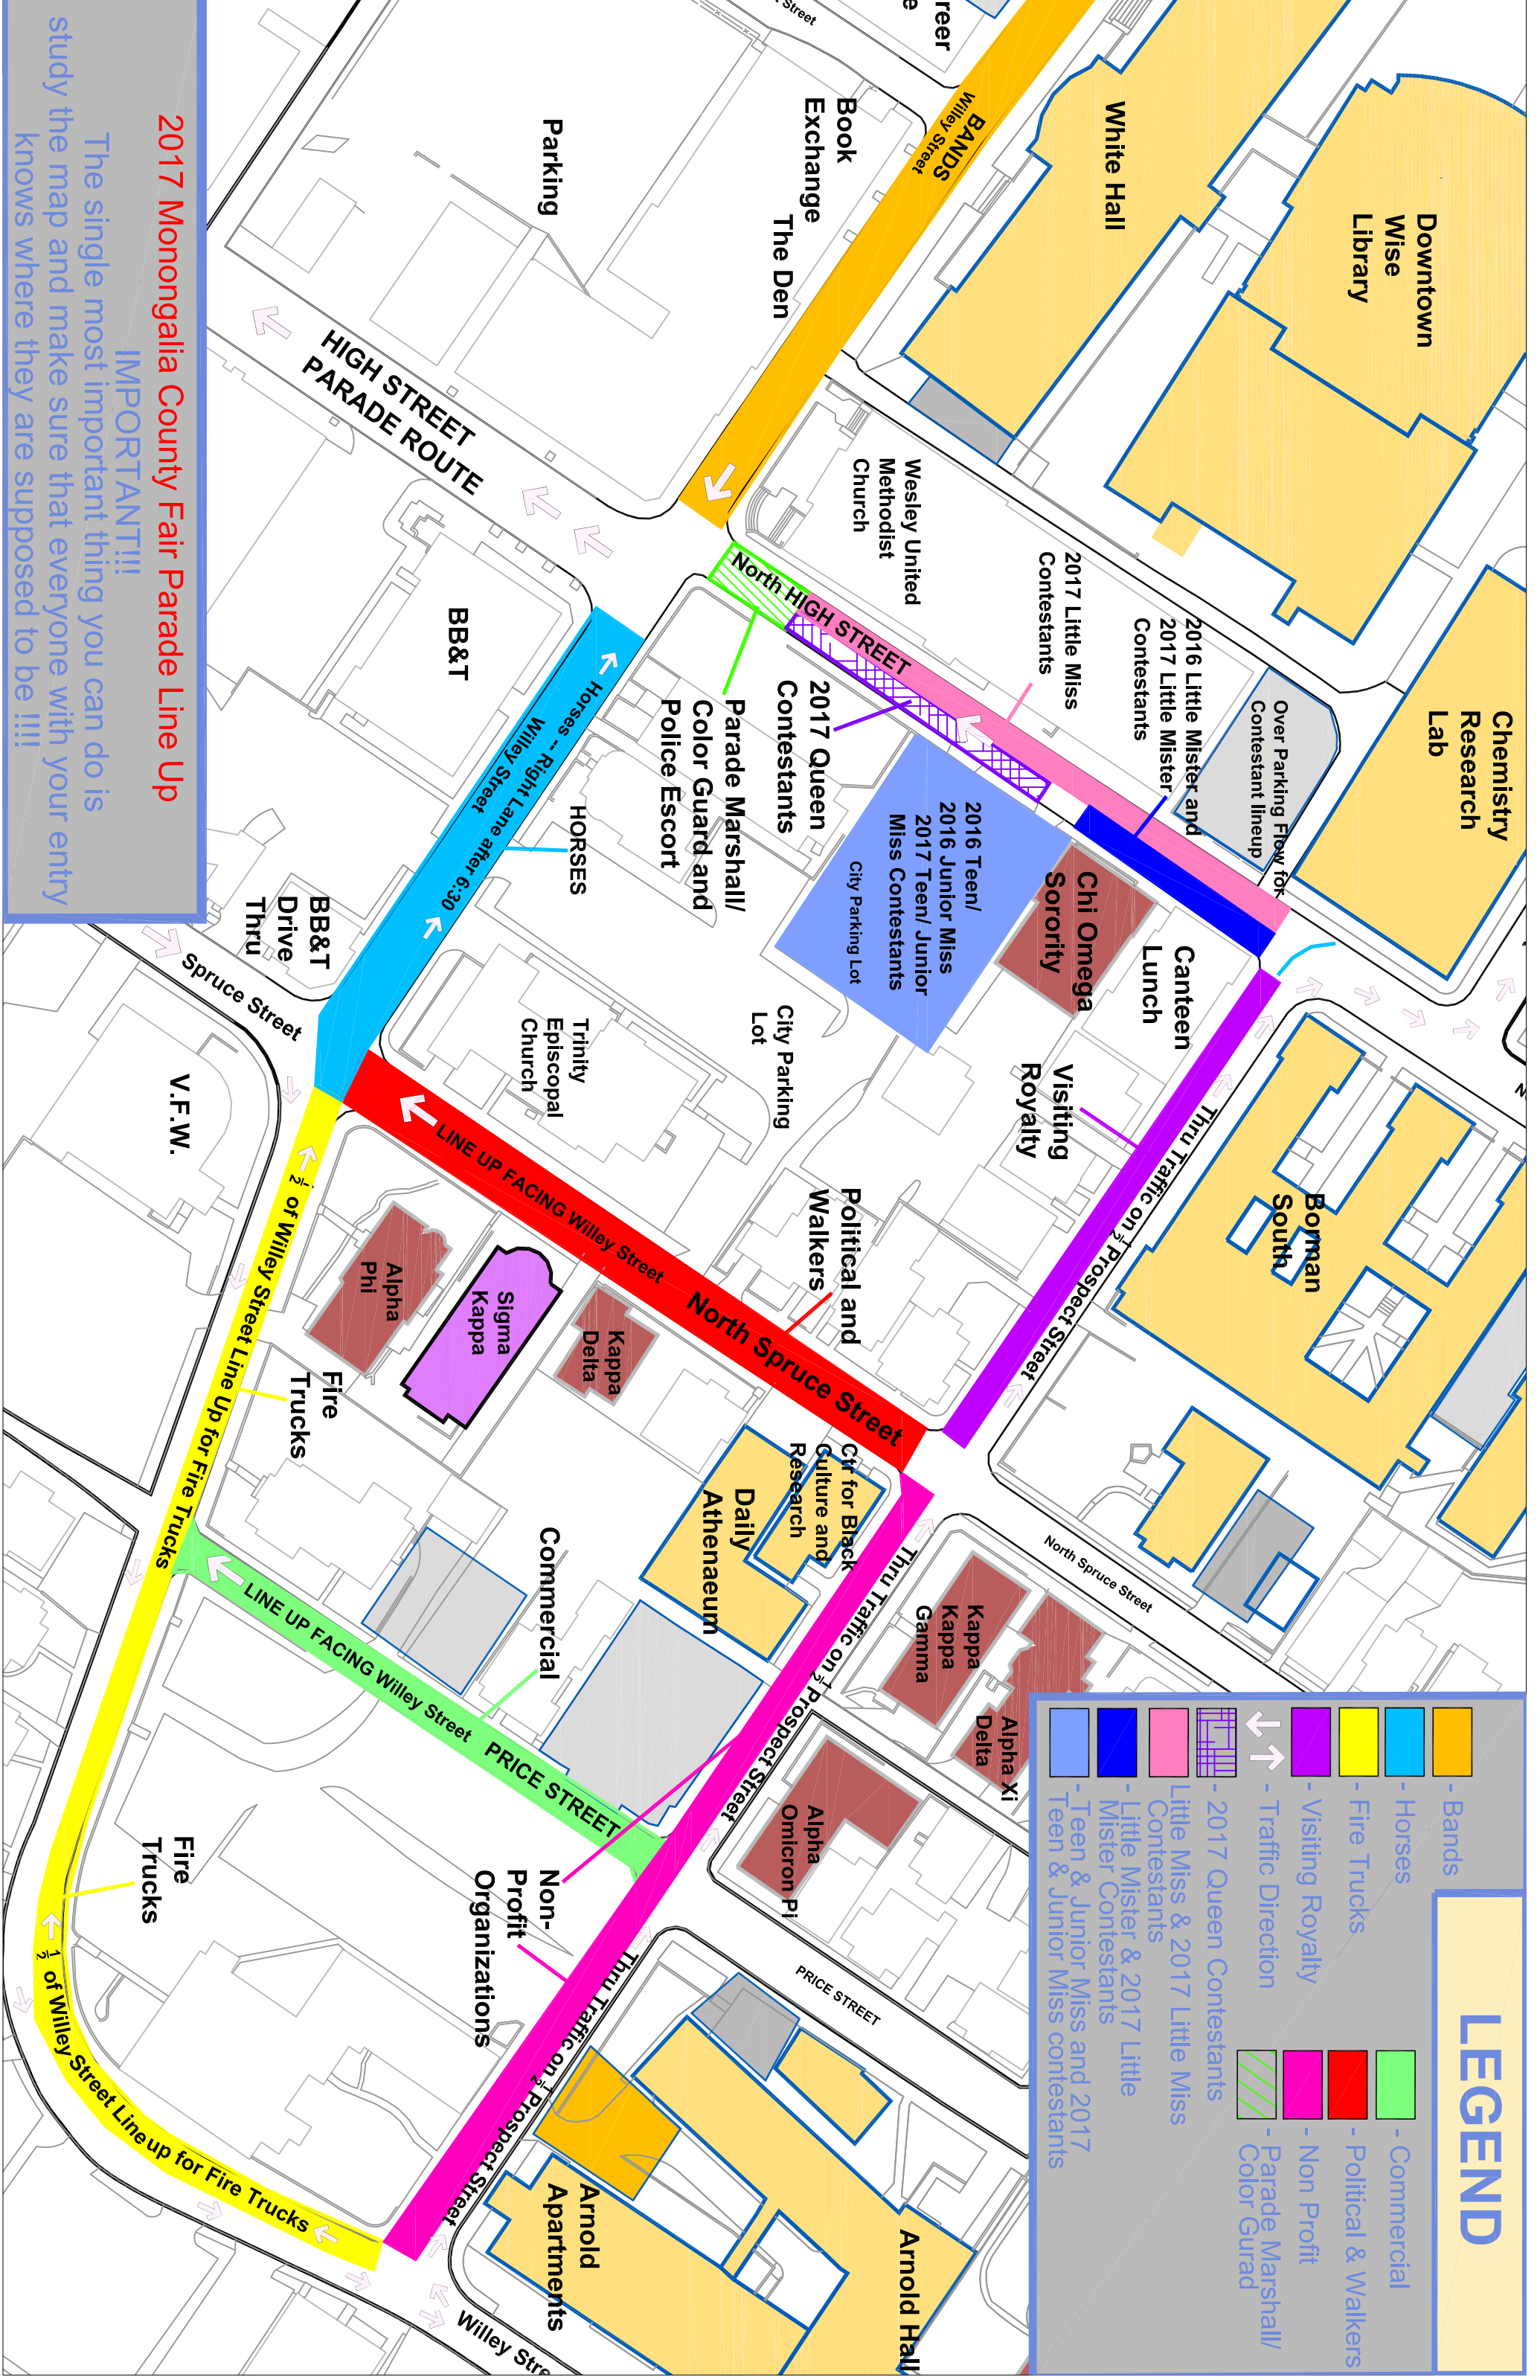 2017 Monongalia County Fair Parade Line Up
IMPORTANT!!!
The single most important thing you can do is
study the map and make sure that everyone with your entry
knows where they are supposed to be !!!!
LEGEND
- Bands
- Horses
- Fire Trucks
- Visiting Royalty
- Traffic Direction
- 2017 Queen Contestants
Little Miss & 2017 Little Miss
Contestants
- Little Mister & 2017 Little
Mister Contestants
- Teen & Junior Miss and 2017
Teen & Junior Miss contestants
- Commercial
- Political & Walkers
- Non Profit
- Parade Marshall/
Color Gurad
Downtown
Wise
Library
White Hall
Chemistry
Research
Lab
BANDS
Willey Street
Book
Exchange
The Den
Parking
Street
HIGH STREET
PARADE ROUTE
Wesley United
Methodist
Church
2017 Little Miss
Contestants
2016 Little Mister and
2017 Little Mister
Contestants
Over Parking Flow for
Contestant lineup
North HIGH STREET
2017 Queen
Contestants
Parade Marshall/
Color Guard and
Police Escort
BB&T
Horses -- Right Lane after 6:30
Willey Street
HORSES
2016 Teen/
2016 Junior Miss
2017 Teen/ Junior
Miss Contestants
City Parking Lot
Chi Omega
Sorority
Canteen
Lunch
Visiting
Royalty
City Parking
Lot
Trinity
Episcopal
Church
BB&T
Drive
Thru
Spruce Street
V.F.W.
Borman
South
Thru Traffic on ½ Prospect Street
LINE UP FACING Willey Street
North Spruce Street
Political and
Walkers
Alpha
Phi
Sigma
Kappa
Kappa
Delta
½ of Willey Street Line Up for Fire Trucks
Fire
Trucks
Ctr for Black
Culture and
Research
Daily
Athenaeum
Commercial
North Spruce Street
Kappa
Kappa
Gamma
Alpha Xi
Delta
Thru Traffic on ½ Prospect Street
LINE UP FACING Willey Street
PRICE STREET
Alpha
Omicron Pi
Non-
Profit
Organizations
Fire
Trucks
PRICE STREET
Thru Traffic on ½ Prospect Street
½ of Willey Street Lineup for Fire Trucks
Arnold
Apartments
Arnold Hall
Willey Stre